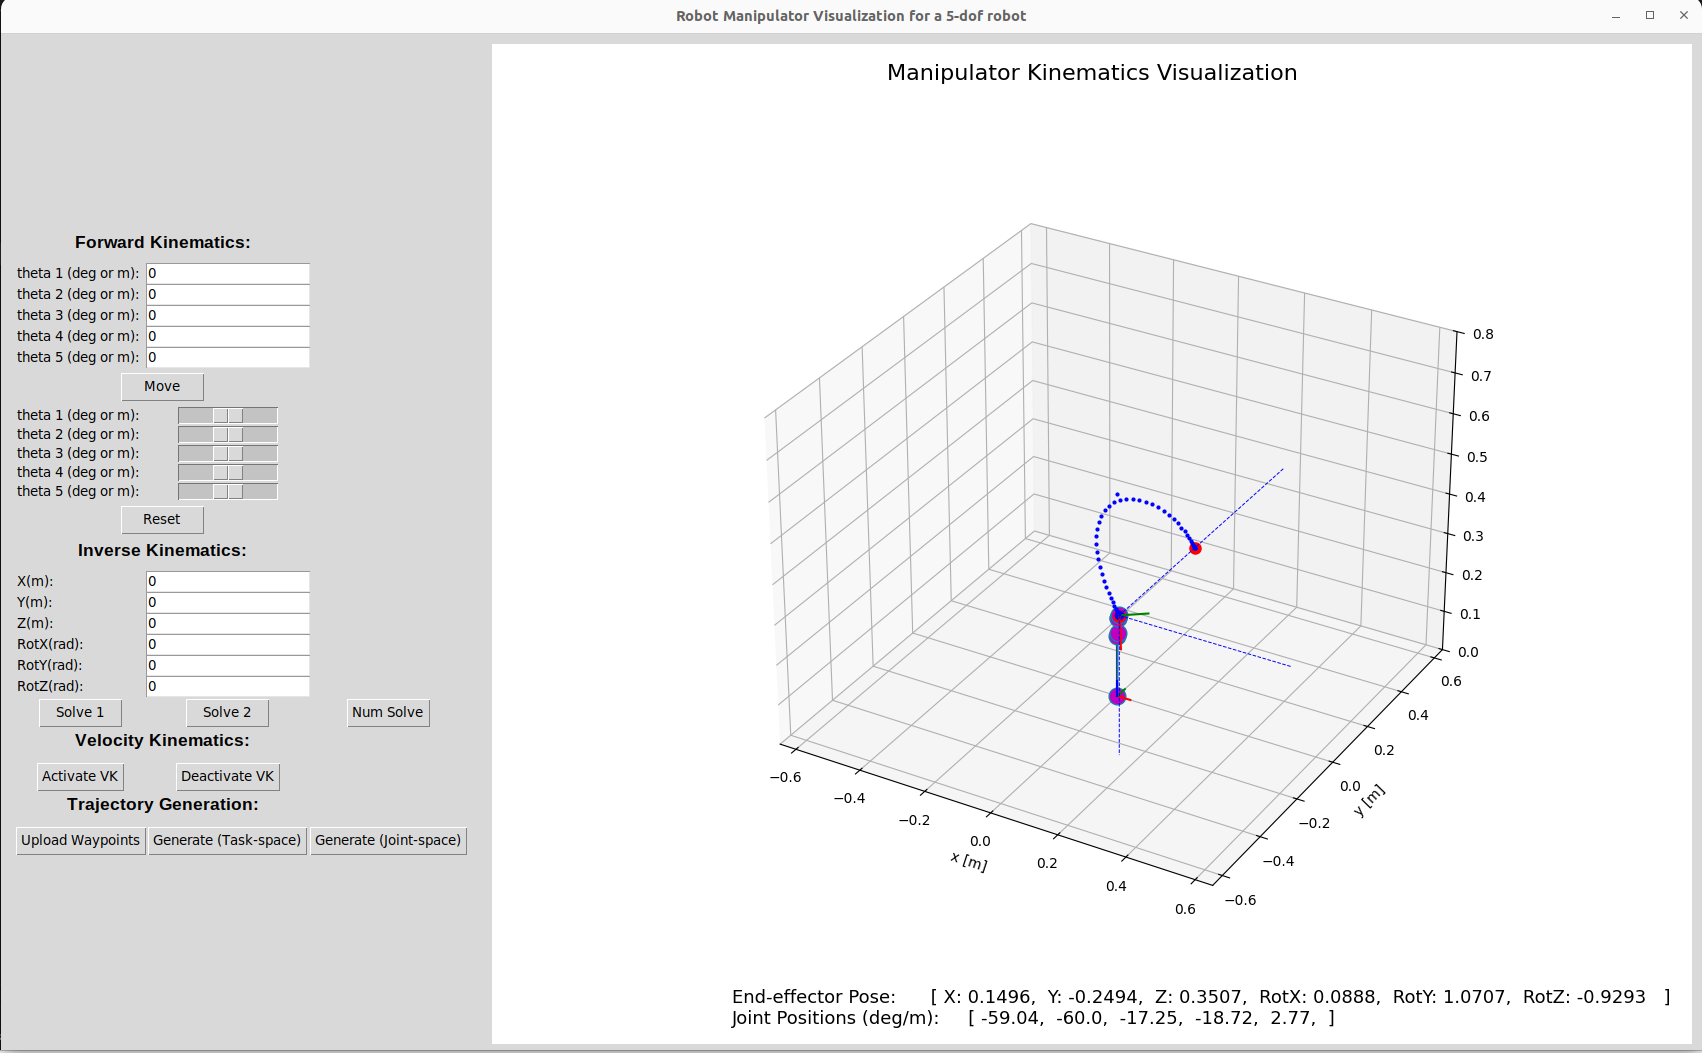 Robot Manipulator Visualization for a 5-dof robot
Manipulator Kinematics Visualization
Forward Kinematics:
theta 1 (deg or m): 0
theta 2 (deg or m): 0
theta 3 (deg or m): 0
theta 4 (deg or m): 0
theta 5 (deg or m): 0
Move
theta 1 (deg or m):
theta 2 (deg or m):
theta 3 (deg or m):
theta 4 (deg or m):
theta 5 (deg or m):
Reset
Inverse Kinematics:
X(m): 0
Y(m): 0
Z(m): 0
RotX(rad): 0
RotY(rad): 0
RotZ(rad): 0
Solve 1 Solve 2 Num Solve
Velocity Kinematics:
Activate VK Deactivate VK
Trajectory Generation:
Upload Waypoints Generate (Task-space) Generate (Joint-space)
0.8
0.7
0.6
0.5
0.4
0.3
0.2
0.1
0.0
0.6
0.4
0.2
0.0
−0.2
−0.4
−0.6
y [m]
−0.6
−0.4
−0.2
0.0
0.2
0.4
0.6
x [m]
End-effector Pose: [ X: 0.1496, Y: -0.2494, Z: 0.3507, RotX: 0.0888, RotY: 1.0707, RotZ: -0.9293 ]
Joint Positions (deg/m): [ -59.04, -60.0, -17.25, -18.72, 2.77, ]